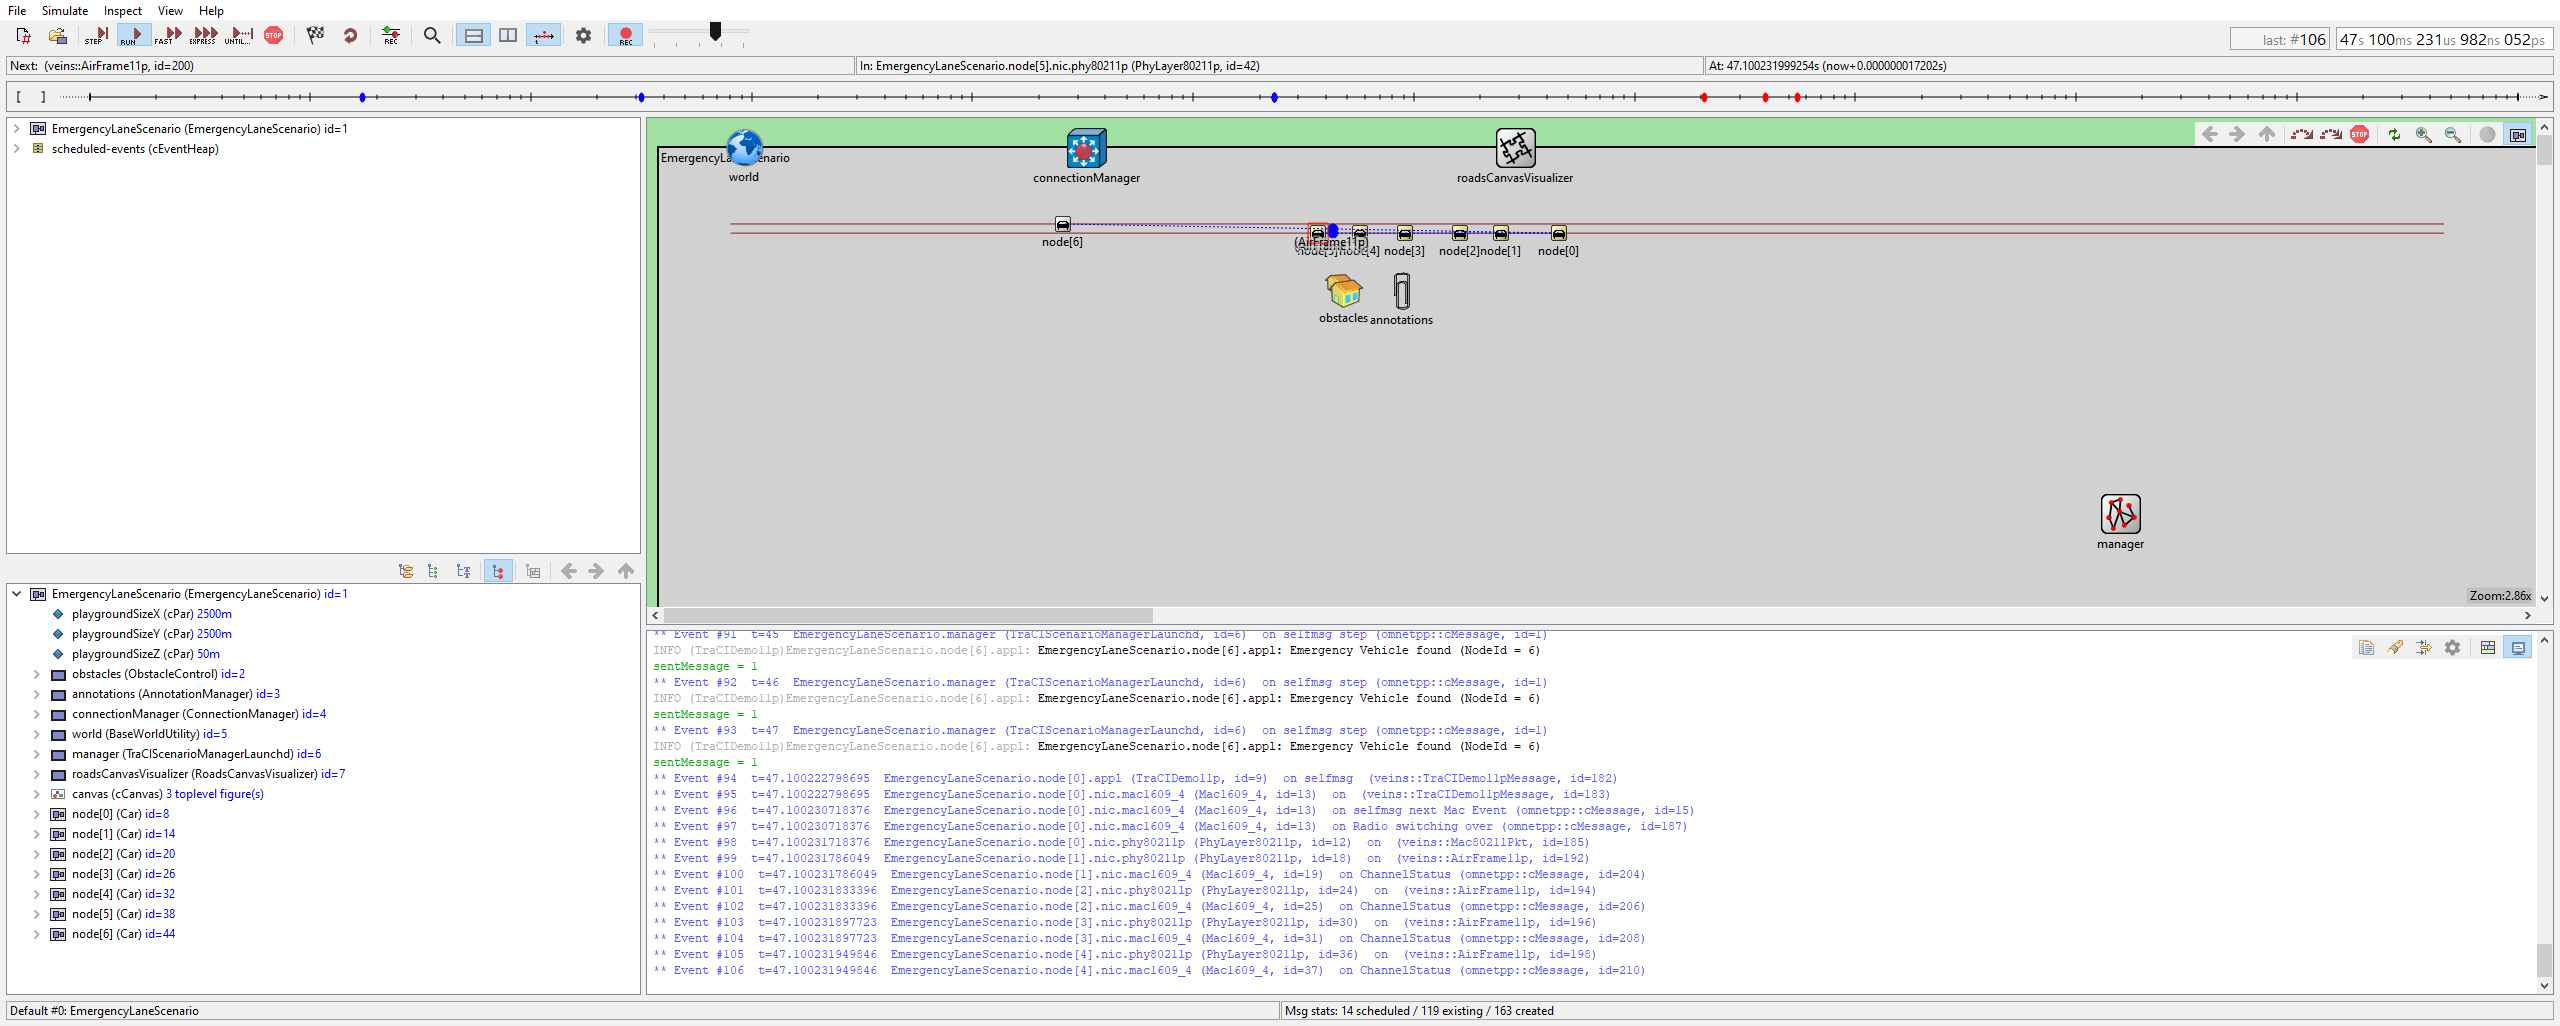 File Simulate Inspect View Help
STEP RUN FAST EXPRESS UNTIL... STOP REC REC
last: #106 47s 100ms 231us 982ns 052ps
Next: (veins::AirFrame11p, id=200) In: EmergencyLaneScenario.node[5].nic.phy80211p (PhyLayer80211p, id=42) At: 47.100231999254s (now+0.000000017202s)
[ ]
EmergencyLaneScenario (EmergencyLaneScenario) id=1
scheduled-events (cEventHeap)
EmergencyLaneScenario (EmergencyLaneScenario) id=1
playgroundSizeX (cPar) 2500m
playgroundSizeY (cPar) 2500m
playgroundSizeZ (cPar) 50m
obstacles (ObstacleControl) id=2
annotations (AnnotationManager) id=3
connectionManager (ConnectionManager) id=4
world (BaseWorldUtility) id=5
manager (TraCIScenarioManagerLaunchd) id=6
roadsCanvasVisualizer (RoadsCanvasVisualizer) id=7
canvas (cCanvas) 3 toplevel figure(s)
node[0] (Car) id=8
node[1] (Car) id=14
node[2] (Car) id=20
node[3] (Car) id=26
node[4] (Car) id=32
node[5] (Car) id=38
node[6] (Car) id=44
STOP
world connectionManager roadsCanvasVisualizer
node[6] (AirFrame11p) node[3] node[2] node[1] node[0]
obstacles annotations
manager
Zoom:2.86x
** Event #91 t=45 EmergencyLaneScenario.manager (TraCIScenarioManagerLaunchd, id=6) on selfmsg step (omnetpp::cMessage, id=1)
INFO (TraCIDemo11p)EmergencyLaneScenario.node[6].appl: EmergencyLaneScenario.node[6].appl: Emergency Vehicle found (NodeId = 6)
sentMessage = 1
** Event #92 t=46 EmergencyLaneScenario.manager (TraCIScenarioManagerLaunchd, id=6) on selfmsg step (omnetpp::cMessage, id=1)
INFO (TraCIDemo11p)EmergencyLaneScenario.node[6].appl: EmergencyLaneScenario.node[6].appl: Emergency Vehicle found (NodeId = 6)
sentMessage = 1
** Event #93 t=47 EmergencyLaneScenario.manager (TraCIScenarioManagerLaunchd, id=6) on selfmsg step (omnetpp::cMessage, id=1)
INFO (TraCIDemo11p)EmergencyLaneScenario.node[6].appl: EmergencyLaneScenario.node[6].appl: Emergency Vehicle found (NodeId = 6)
sentMessage = 1
** Event #94 t=47.100222798695 EmergencyLaneScenario.node[0].appl (TraCIDemo11p, id=9) on selfmsg (veins::TraCIDemo11pMessage, id=182)
** Event #95 t=47.100222798695 EmergencyLaneScenario.node[0].nic.mac1609_4 (Mac1609_4, id=13) on (veins::TraCIDemo11pMessage, id=183)
** Event #96 t=47.100230718376 EmergencyLaneScenario.node[0].nic.mac1609_4 (Mac1609_4, id=13) on selfmsg next Mac Event (omnetpp::cMessage, id=15)
** Event #97 t=47.100230718376 EmergencyLaneScenario.node[0].nic.mac1609_4 (Mac1609_4, id=13) on Radio switching over (omnetpp::cMessage, id=187)
** Event #98 t=47.100231718376 EmergencyLaneScenario.node[0].nic.phy80211p (PhyLayer80211p, id=12) on (veins::Mac80211Pkt, id=185)
** Event #99 t=47.100231786049 EmergencyLaneScenario.node[1].nic.phy80211p (PhyLayer80211p, id=18) on (veins::AirFrame11p, id=192)
** Event #100 t=47.100231786049 EmergencyLaneScenario.node[1].nic.mac1609_4 (Mac1609_4, id=19) on ChannelStatus (omnetpp::cMessage, id=204)
** Event #101 t=47.100231833396 EmergencyLaneScenario.node[2].nic.phy80211p (PhyLayer80211p, id=24) on (veins::AirFrame11p, id=194)
** Event #102 t=47.100231833396 EmergencyLaneScenario.node[2].nic.mac1609_4 (Mac1609_4, id=25) on ChannelStatus (omnetpp::cMessage, id=206)
** Event #103 t=47.100231897723 EmergencyLaneScenario.node[3].nic.phy80211p (PhyLayer80211p, id=30) on (veins::AirFrame11p, id=196)
** Event #104 t=47.100231897723 EmergencyLaneScenario.node[3].nic.mac1609_4 (Mac1609_4, id=31) on ChannelStatus (omnetpp::cMessage, id=208)
** Event #105 t=47.100231949846 EmergencyLaneScenario.node[4].nic.phy80211p (PhyLayer80211p, id=36) on (veins::AirFrame11p, id=198)
** Event #106 t=47.100231949846 EmergencyLaneScenario.node[4].nic.mac1609_4 (Mac1609_4, id=37) on ChannelStatus (omnetpp::cMessage, id=210)
Default #0: EmergencyLaneScenario Msg stats: 14 scheduled / 119 existing / 163 created